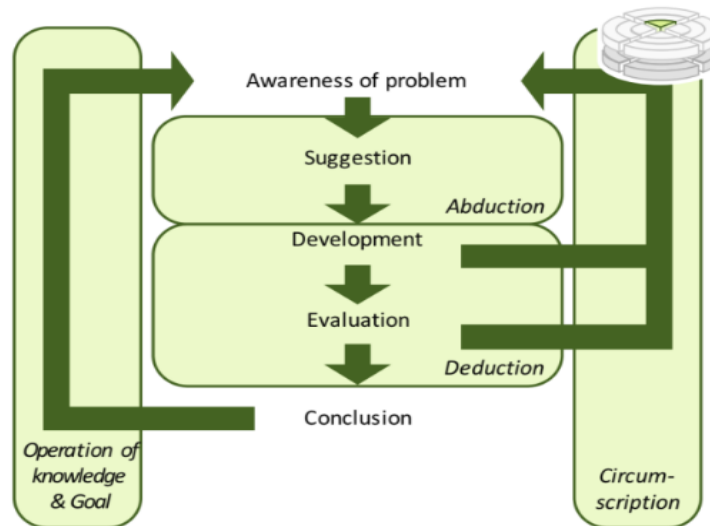 Awareness of problem
Suggestion
Abduction
Development
Evaluation
Deduction
Conclusion
Operation of
knowledge
& Goal
Circum-
scription